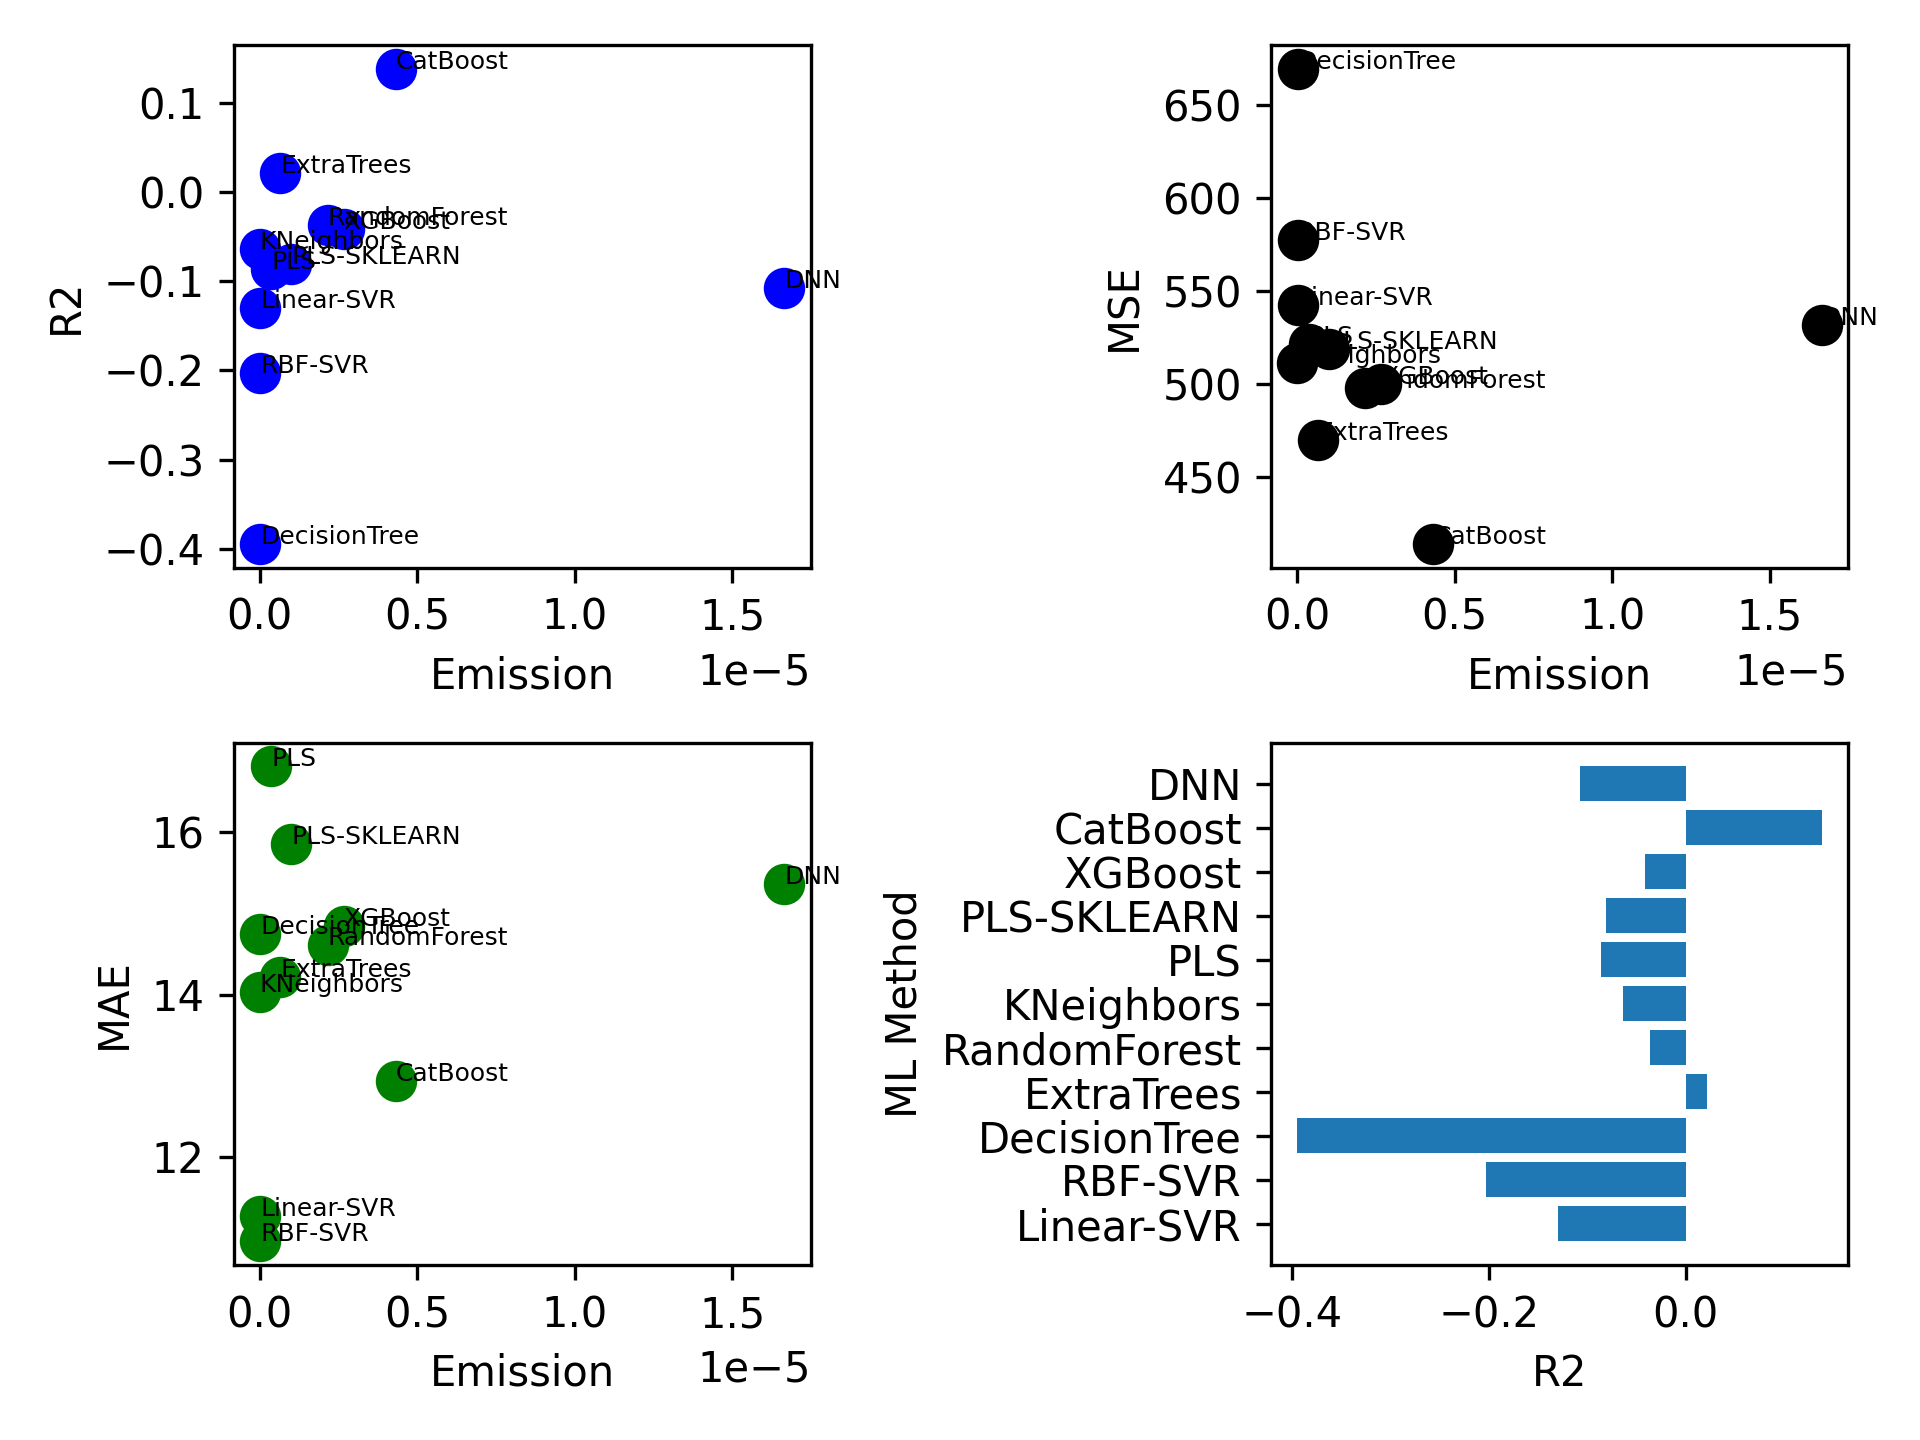 R2
0.1
0.0
−0.1
−0.2
−0.3
−0.4
CatBoost
ExtraTrees
RandomForest
XGBoost
KNeighbors
PLS-SKLEARN
PLS
DNN
Linear-SVR
RBF-SVR
DecisionTree
0.0 0.5 1.0 1.5
1e−5
Emission
MSE
650
600
550
500
450
DecisionTree
RBF-SVR
Linear-SVR
DNN
PLS
PLS-SKLEARN
KNeighbors
XGBoost
RandomForest
ExtraTrees
CatBoost
0.0 0.5 1.0 1.5
1e−5
Emission
MAE
16
14
12
PLS
PLS-SKLEARN
DNN
XGBoost
DecisionTree
RandomForest
ExtraTrees
KNeighbors
CatBoost
Linear-SVR
RBF-SVR
0.0 0.5 1.0 1.5
1e−5
Emission
ML Method
DNN
CatBoost
XGBoost
PLS-SKLEARN
PLS
KNeighbors
RandomForest
ExtraTrees
DecisionTree
RBF-SVR
Linear-SVR
−0.4 −0.2 0.0
R2